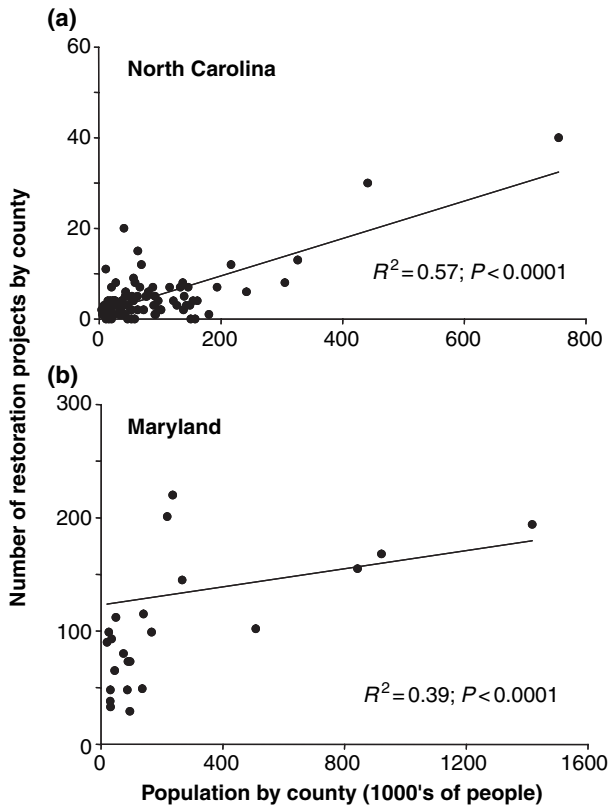 (a)
60
North Carolina
40
20
R² = 0.57; P < 0.0001
0
0 200 400 600 800
Number of restoration projects by county
(b)
300
Maryland
200
100
R² = 0.39; P < 0.0001
0
0 400 800 1200 1600
Population by county (1000's of people)